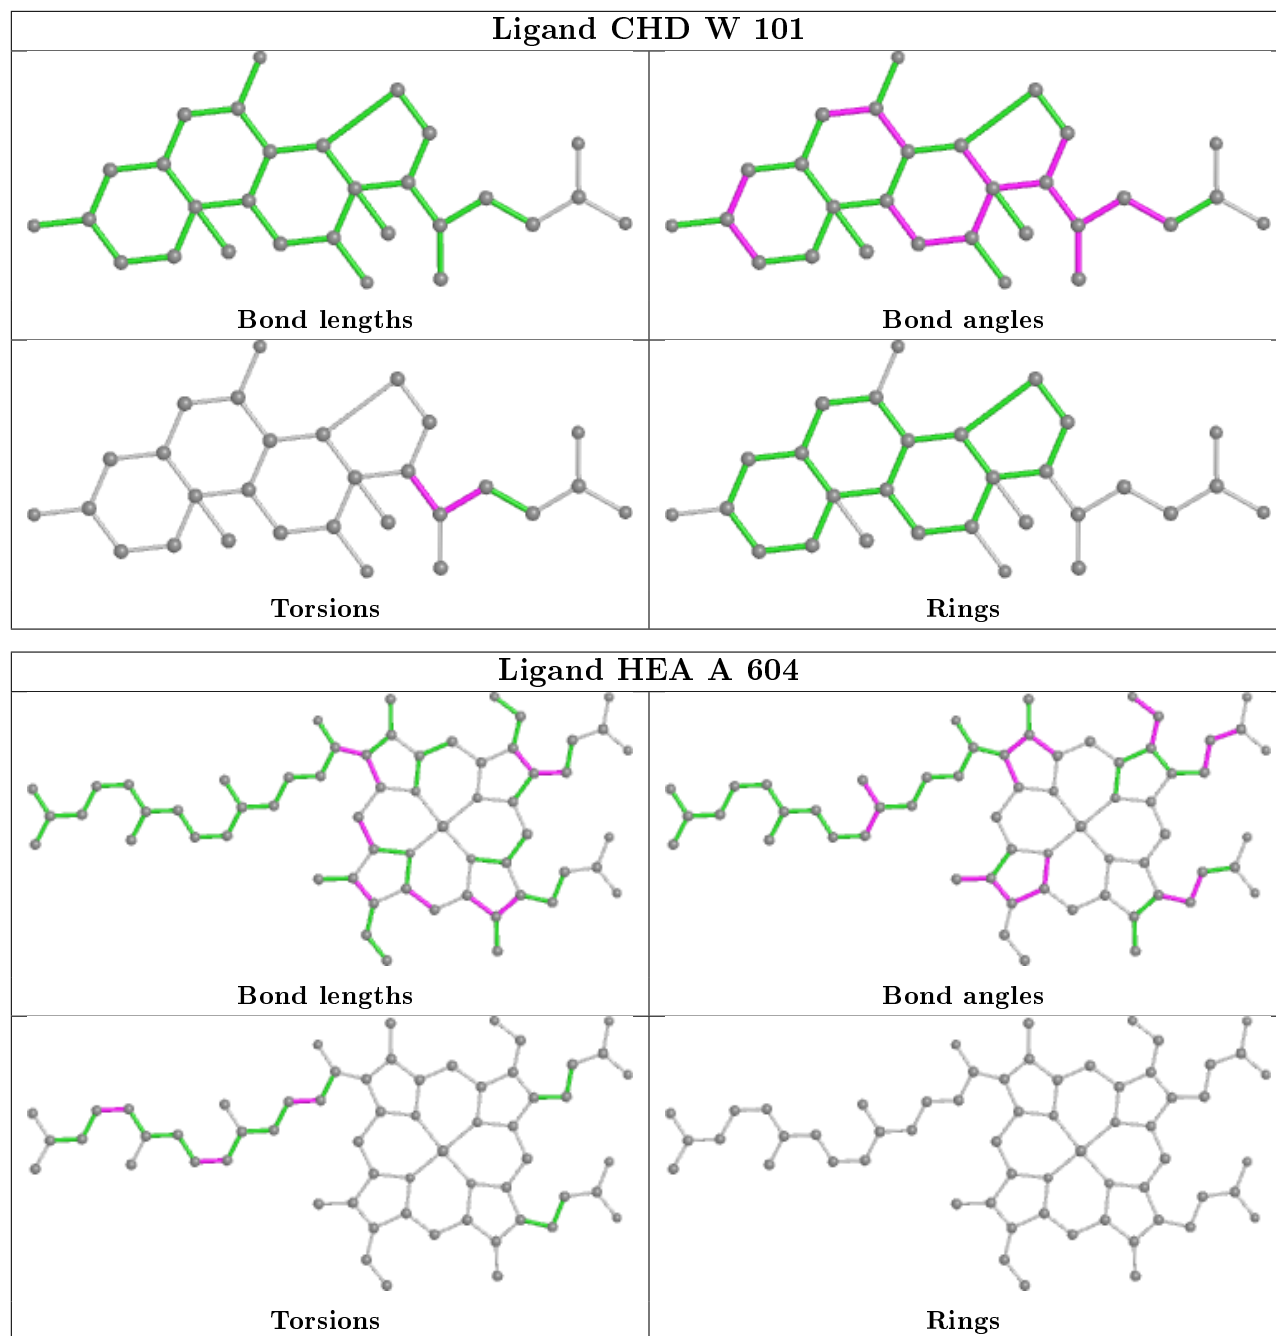 Ligand CHD W 101
Bond lengths
Bond angles
Torsions
Rings
Ligand HEA A 604
Bond lengths
Bond angles
Torsions
Rings